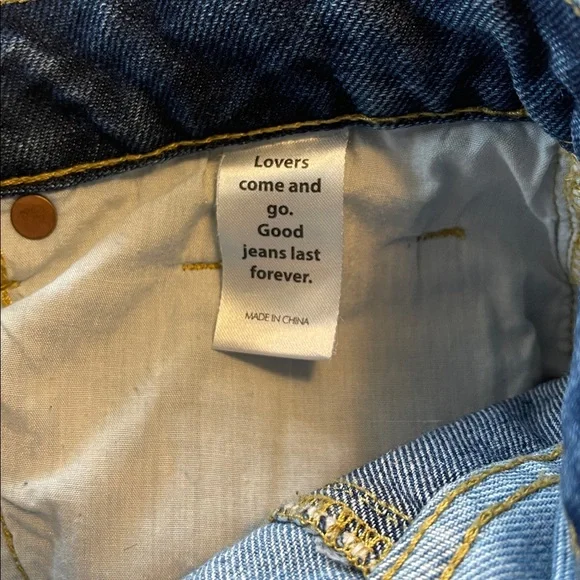 Lovers
come and
go.
Good
jeans last
forever.
MADE IN CHINA